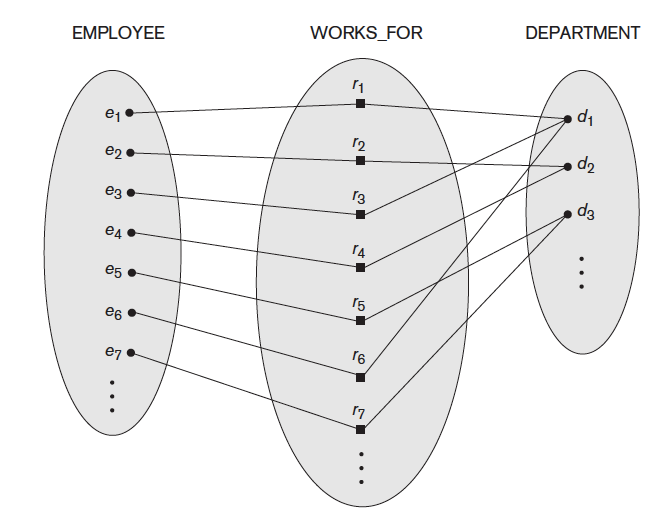 EMPLOYEE WORKS_FOR DEPARTMENT
e1
e2
e3
e4
e5
e6
e7
r1
r2
r3
r4
r5
r6
r7
d1
d2
d3